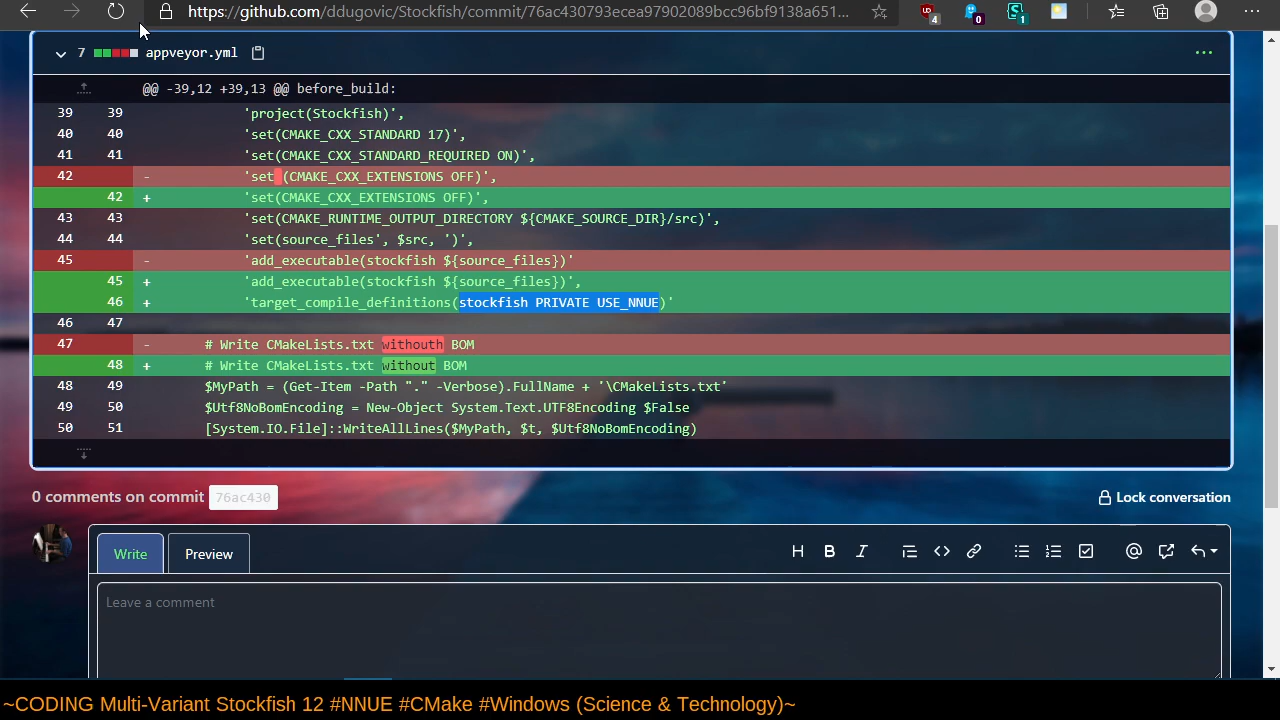 https://github.com/ddugovic/Stockfish/commit/76ac430793ecea97902089bcc96bf9138a651...
4
0
1
7 appveyor.yml
@@ -39,12 +39,13 @@ before_build:
39 39 'project(Stockfish)',
40 40 'set(CMAKE_CXX_STANDARD 17)',
41 41 'set(CMAKE_CXX_STANDARD_REQUIRED ON)',
42 - 'set (CMAKE_CXX_EXTENSIONS OFF)',
42 + 'set(CMAKE_CXX_EXTENSIONS OFF)',
43 43 'set(CMAKE_RUNTIME_OUTPUT_DIRECTORY ${CMAKE_SOURCE_DIR}/src)',
44 44 'set(source_files', $src, ')',
45 - 'add_executable(stockfish ${source_files})'
45 + 'add_executable(stockfish ${source_files})',
46 + 'target_compile_definitions(stockfish PRIVATE USE_NNUE)'
46 47
47 - # Write CMakeLists.txt withouth BOM
48 + # Write CMakeLists.txt without BOM
48 49 $MyPath = (Get-Item -Path "." -Verbose).FullName + '\CMakeLists.txt'
49 50 $Utf8NoBomEncoding = New-Object System.Text.UTF8Encoding $False
50 51 [System.IO.File]::WriteAllLines($MyPath, $t, $Utf8NoBomEncoding)
0 comments on commit 76ac430
Lock conversation
Write Preview
Leave a comment
~CODING Multi-Variant Stockfish 12 #NNUE #CMake #Windows (Science & Technology)~